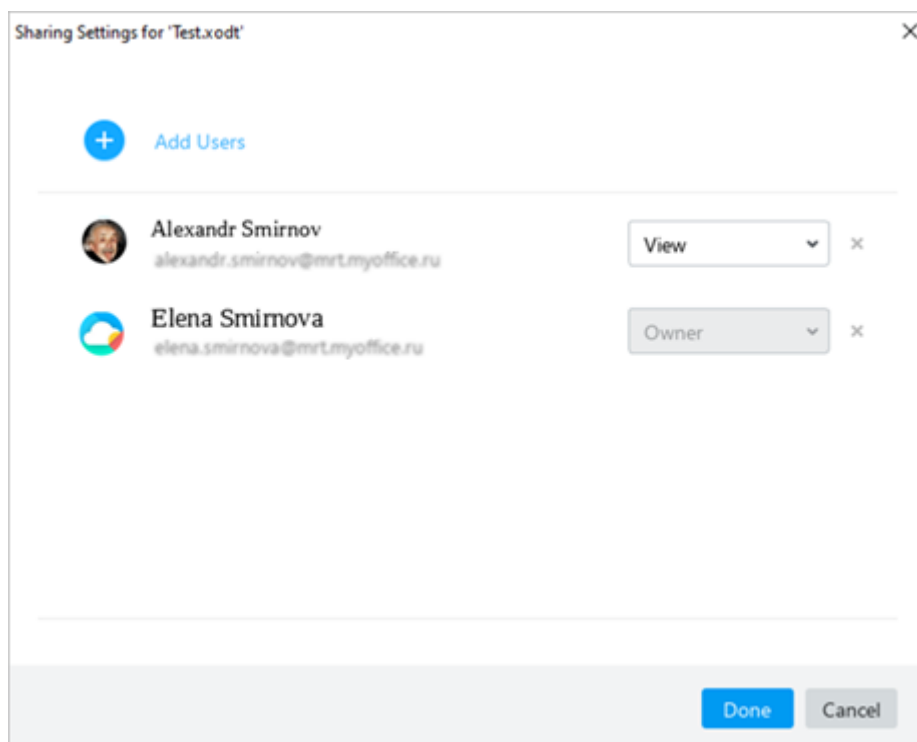 Sharing Settings for 'Test.xodt'
Add Users
Alexandr Smirnov
View
alexandr.smirnov@mrt.myoffice.ru
Elena Smirnova
Owner
elena.smirnova@mrt.myoffice.ru
Done Cancel